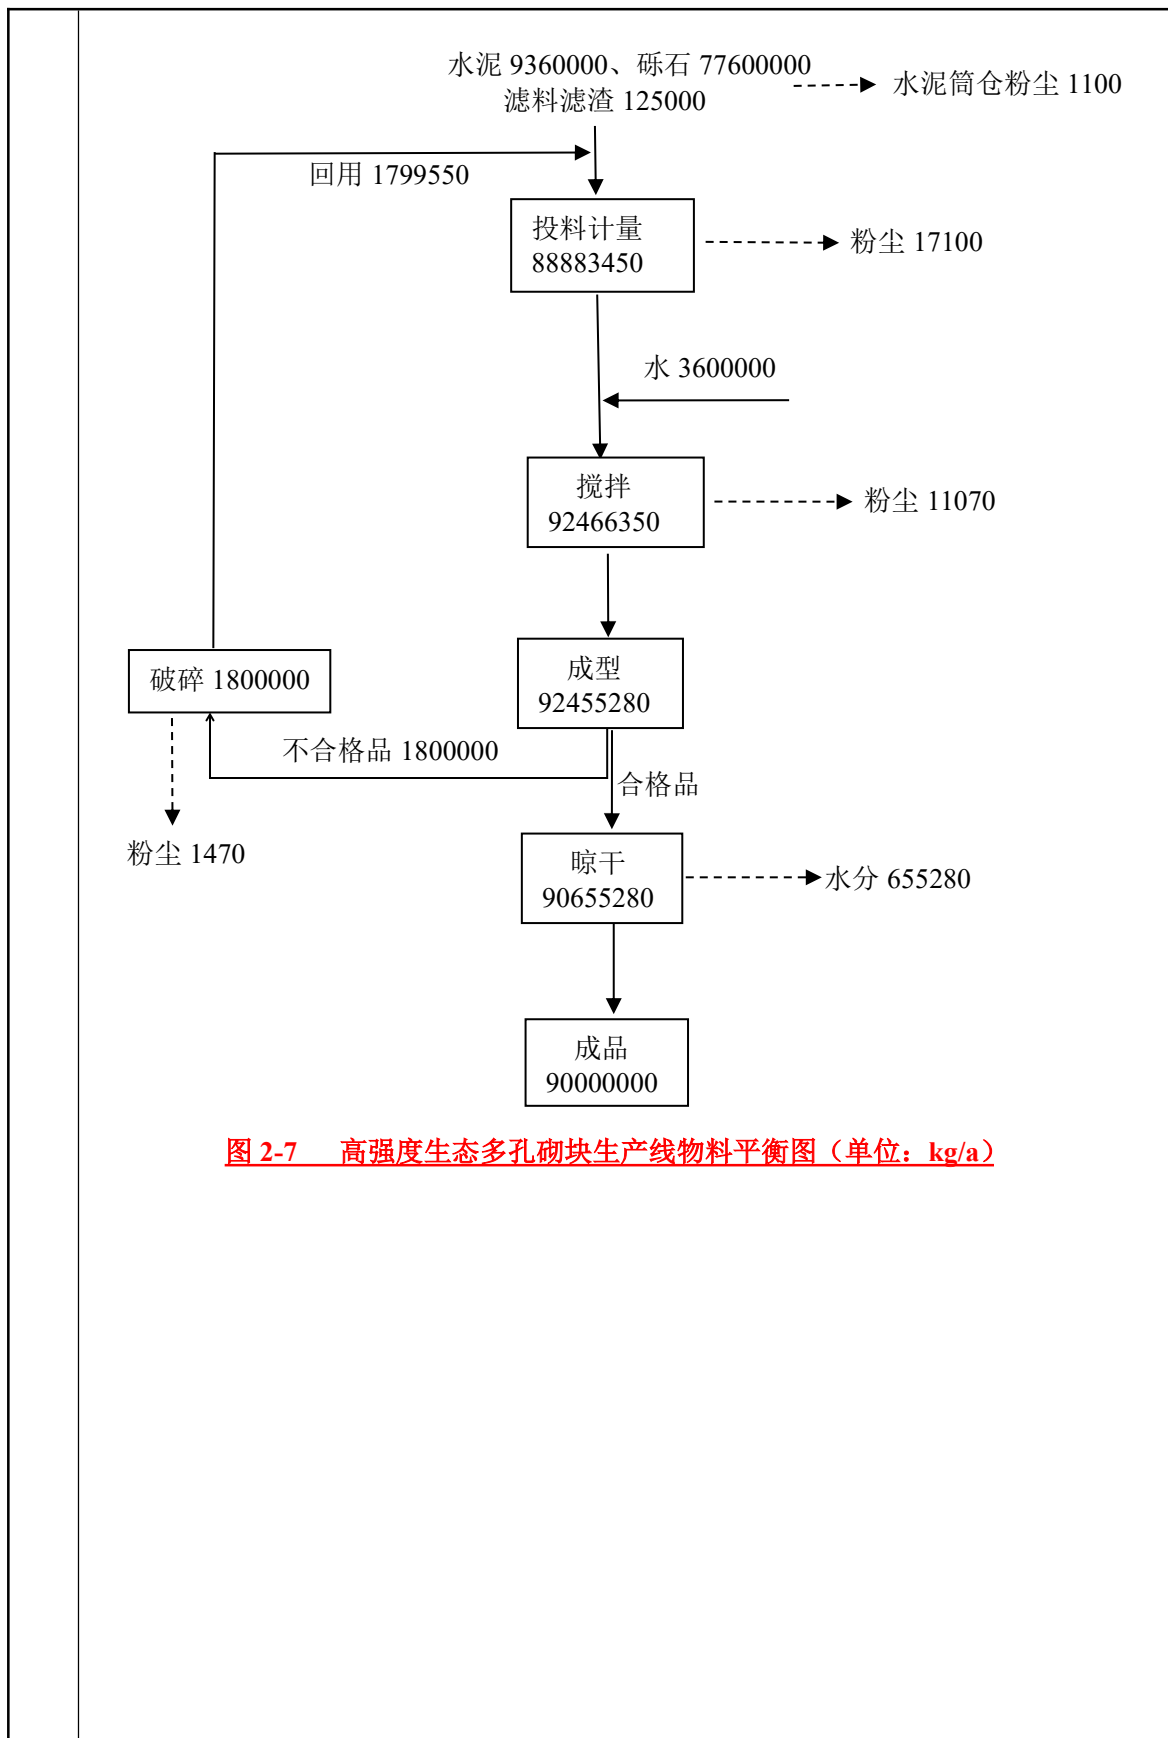 水泥 9360000、砾石 77600000
滤料滤渣 125000
水泥筒仓粉尘 1100
回用 1799550
投料计量
88883450
粉尘 17100
水 3600000
搅拌
92466350
粉尘 11070
成型
92455280
破碎 1800000
不合格品 1800000
合格品
粉尘 1470
晾干
90655280
水分 655280
成品
90000000
图 2-7 高强度生态多孔砌块生产线物料平衡图（单位：kg/a）